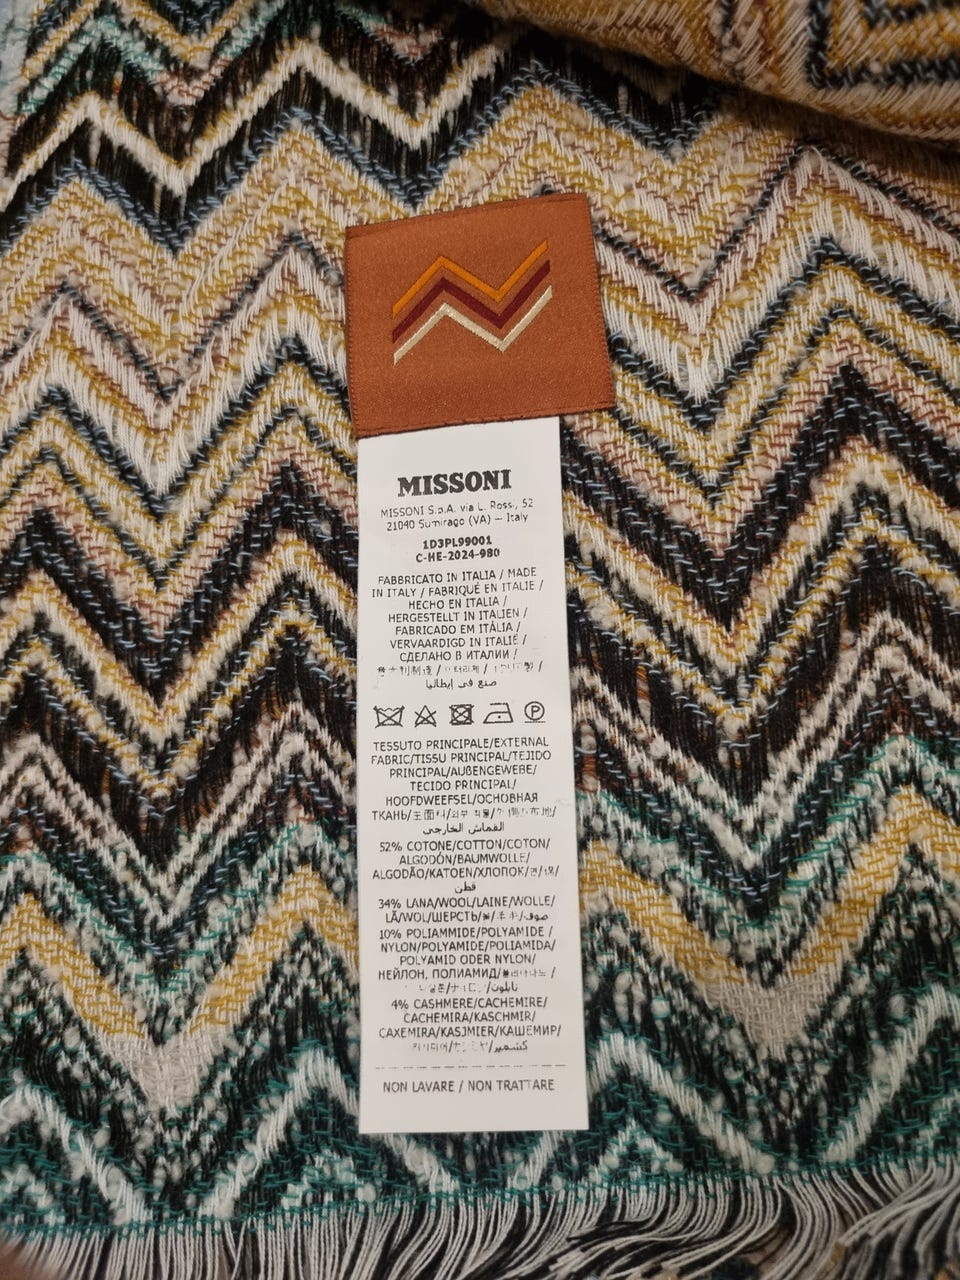 MISSONI
MISSONI S.p.A. via L. Rossi, 52
21040 Sumirago (VA) – Italy
1D3PL99001
C-HE-2024-980
FABBRICATO IN ITALIA / MADE
IN ITALY / FABRIQUÉ EN ITALIE /
HECHO EN ITALIA /
HERGESTELLT IN ITALIEN /
FABRICADO EM ITÁLIA /
VERVAARDIGD IN ITALIË /
СДЕЛАНО В ИТАЛИИ /
صنع في إيطاليا
P
TESSUTO PRINCIPALE/EXTERNAL
FABRIC/TISSU PRINCIPAL/TEJIDO
PRINCIPAL/AUßENGEWEBE/
TECIDO PRINCIPAL/
HOOFDWEEFSEL/ОСНОВНАЯ
ТКАНЬ/
القماش الخارجي
52% COTONE/COTTON/COTON/
ALGODÓN/BAUMWOLLE/
ALGODÃO/KATOEN/ХЛОПОК/
قطن
34% LANA/WOOL/LAINE/WOLLE/
LÃ/WOL/ШЕРСТЬ/ صوف/
10% POLIAMMIDE/POLYAMIDE /
NYLON/POLYAMIDE/POLIAMIDA/
POLYAMID ODER NYLON/
НЕЙЛОН, ПОЛИАМИД/
نايلون/
4% CASHMERE/CACHEMIRE/
CACHEMIRA/KASCHMIR/
CAXEMIRA/KASJMIER/КАШЕМИР/
كشمير/
NON LAVARE / NON TRATTARE